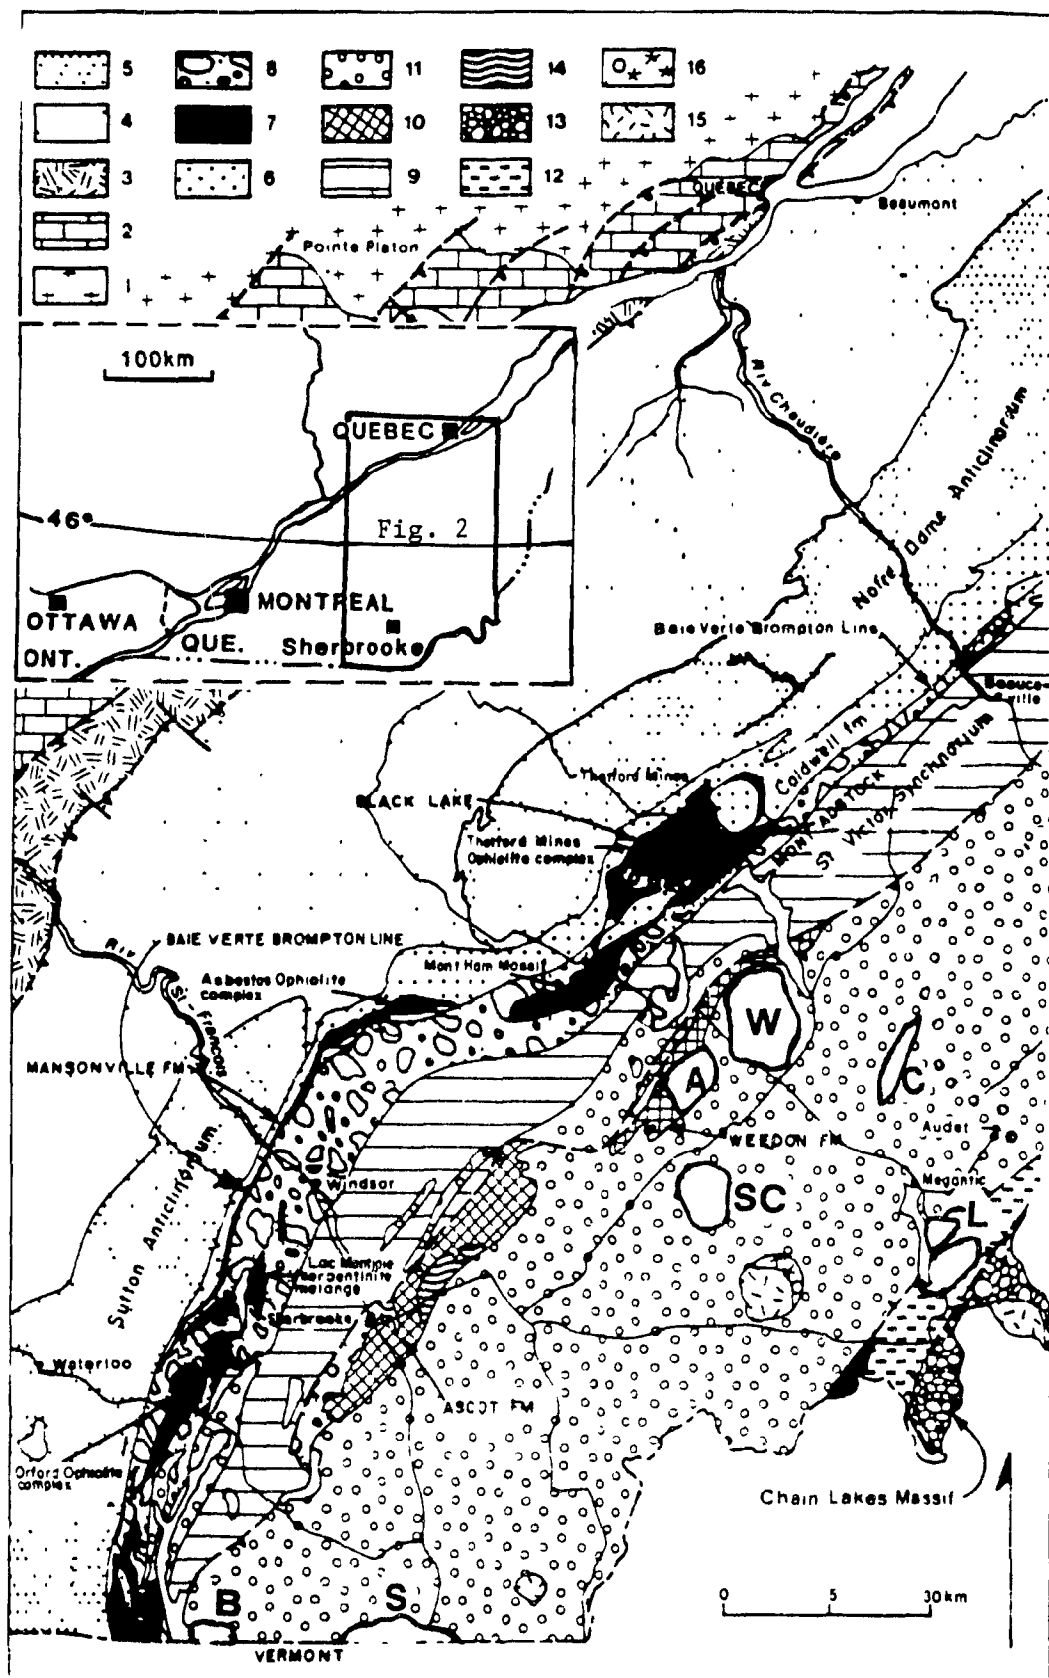 5 8 11 14 16
4 7 10 13 15
3 6 9 12
2
1
QUEBEC
Beaumont
Pointe Platon
Riv Chaudière
100km
QUEBEC
46°
Fig. 2
OTTAWA
MONTREAL
ONT.
QUE.
Sherbrooke
Notre Dame Anticlinorium
Baie Verte Brompton Line
Beauce-
ville
Caldwell fm
Thetford Mines
BLACK LAKE
MONT ADSTOCK
St Victor Synclinorium
Thetford Mines
Ophiolite complex
Riv St-François
BAIE VERTE BROMPTON LINE
Mont Ham Massif
Asbestos Ophiolite
complex
W
MANSONVILLE FM
A
C
WEEDON FM
Audet
Sutton Anticlinorium
Windsor
SC
Megantic
L
Lac Montjoie
serpentinite
melange
Sherbrooke
Waterloo
ASCOT FM
Orford Ophiolite
complex
Chain Lakes Massif
0 5 30km
B
S
VERMONT